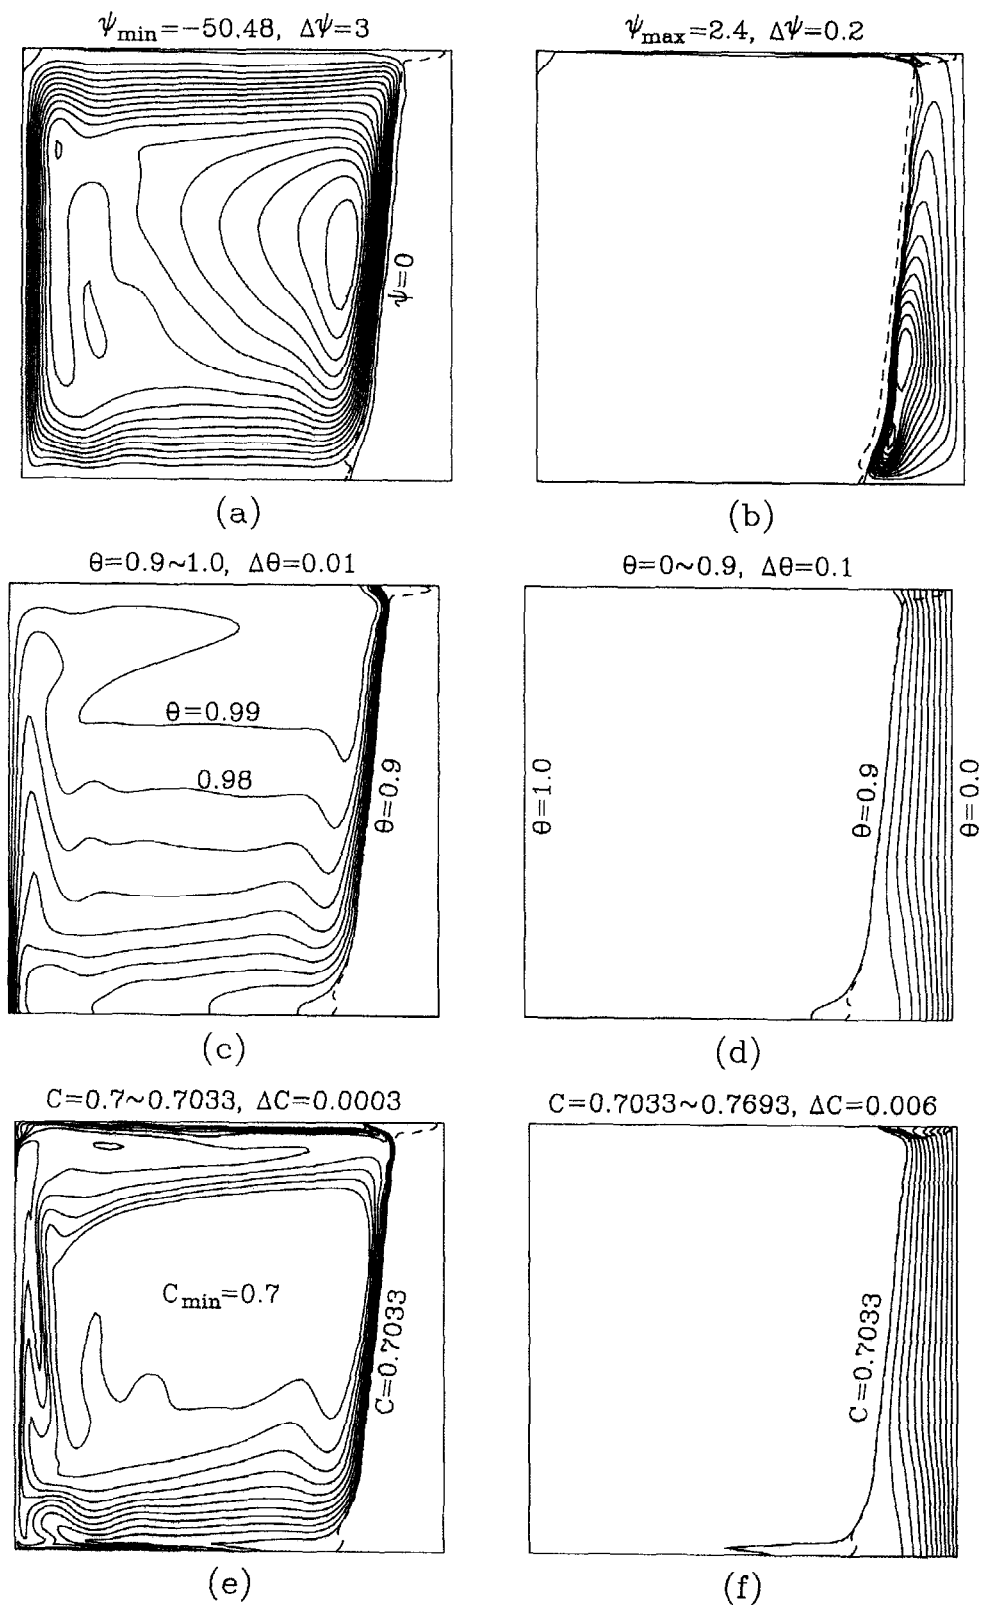 ψmin=−50.48, Δψ=3
ψmax=2.4, Δψ=0.2
ψ=0
(a)
(b)
θ=0.9~1.0, Δθ=0.01
θ=0~0.9, Δθ=0.1
θ=0.99
0.98
θ=0.9
θ=1.0
θ=0.9
θ=0.0
(c)
(d)
C=0.7~0.7033, ΔC=0.0003
C=0.7033~0.7693, ΔC=0.006
Cmin=0.7
C=0.7033
C=0.7033
(e)
(f)